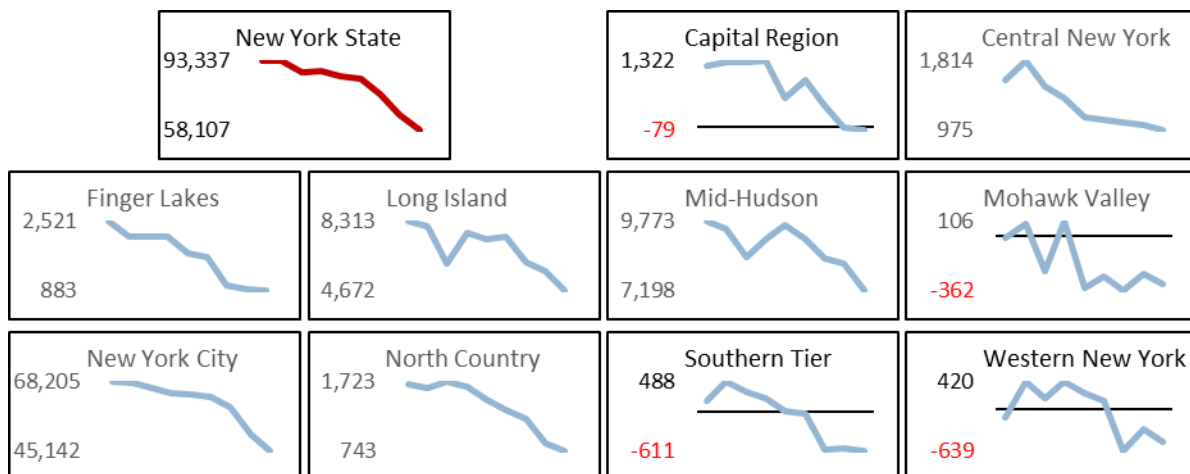 New York State
93,337
58,107
Capital Region
1,322
-79
Central New York
1,814
975
Finger Lakes
2,521
883
Long Island
8,313
4,672
Mid-Hudson
9,773
7,198
Mohawk Valley
106
-362
New York City
68,205
45,142
North Country
1,723
743
Southern Tier
488
-611
Western New York
420
-639